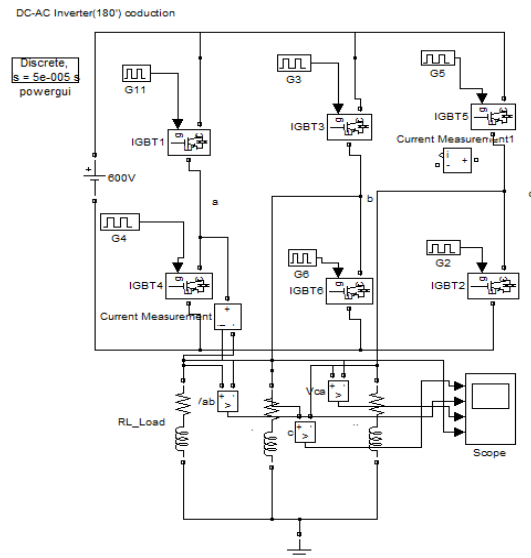 DC-AC Inverter(180') coduction
Discrete,
s = 5e-005 s
powergui
G11
G3
G5
IGBT1
IGBT3
IGBT5
Current Measurement1
i
+
-
+
600V
a
b
G4
G6
G2
IGBT4
IGBT6
IGBT2
Current Measurement
Vca
ab
RL_Load
c
Scope